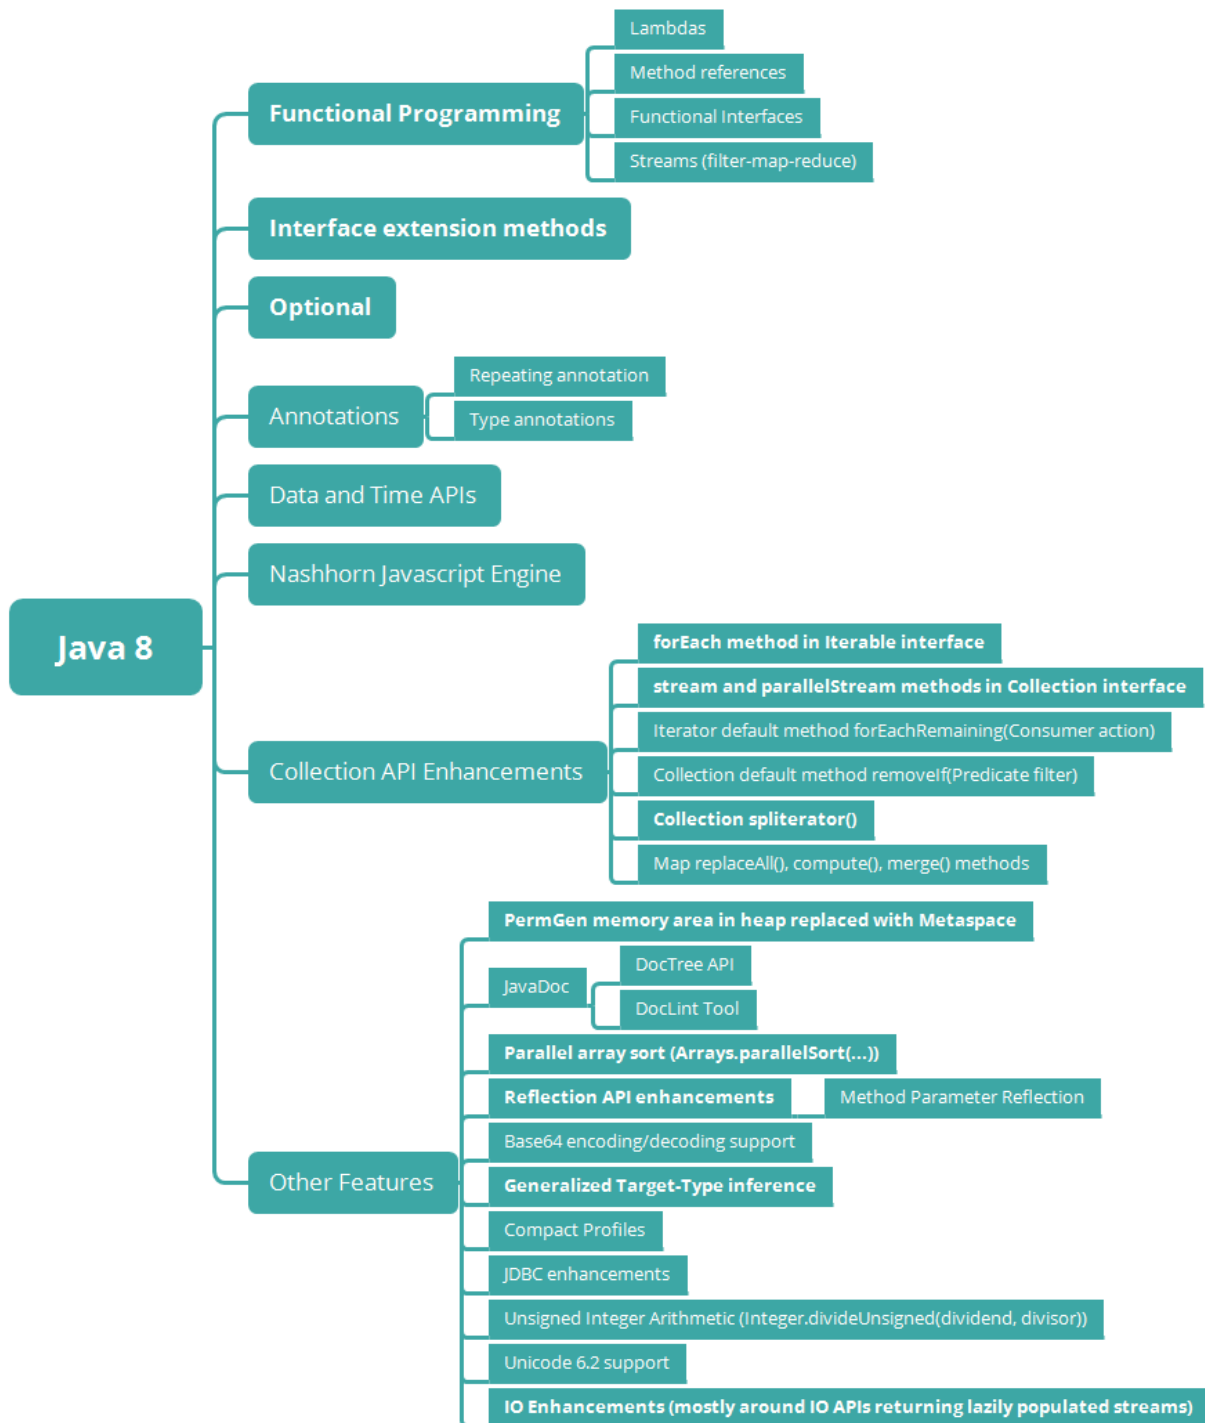 Java 8
Functional Programming
Lambdas
Method references
Functional Interfaces
Streams (filter-map-reduce)
Interface extension methods
Optional
Annotations
Repeating annotation
Type annotations
Data and Time APIs
Nashhorn Javascript Engine
Collection API Enhancements
forEach method in Iterable interface
stream and parallelStream methods in Collection interface
Iterator default method forEachRemaining(Consumer action)
Collection default method removeIf(Predicate filter)
Collection spliterator()
Map replaceAll(), compute(), merge() methods
Other Features
PermGen memory area in heap replaced with Metaspace
JavaDoc
DocTree API
DocLint Tool
Parallel array sort (Arrays.parallelSort(...))
Reflection API enhancements
Method Parameter Reflection
Base64 encoding/decoding support
Generalized Target-Type inference
Compact Profiles
JDBC enhancements
Unsigned Integer Arithmetic (Integer.divideUnsigned(dividend, divisor))
Unicode 6.2 support
IO Enhancements (mostly around IO APIs returning lazily populated streams)